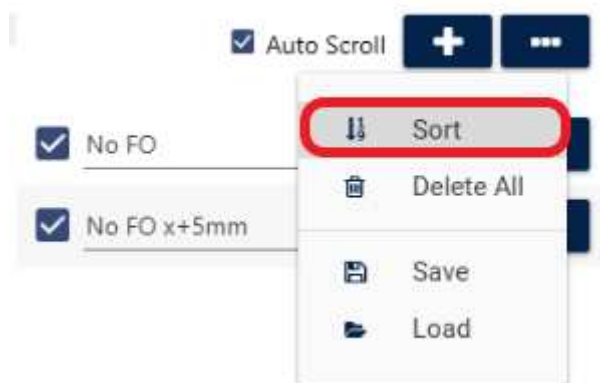 Auto Scroll
Sort
No FO
Delete All
No FO x+5mm
Save
Load